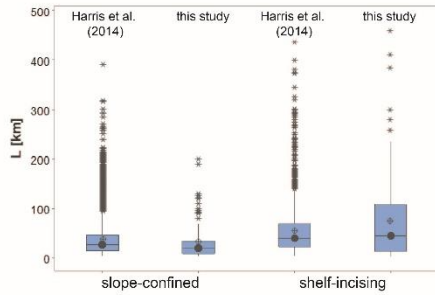 Harris et al. this study Harris et al. this study
(2014) (2014)
500
400
300
200
100
0
L [km]
slope-confined shelf-incising